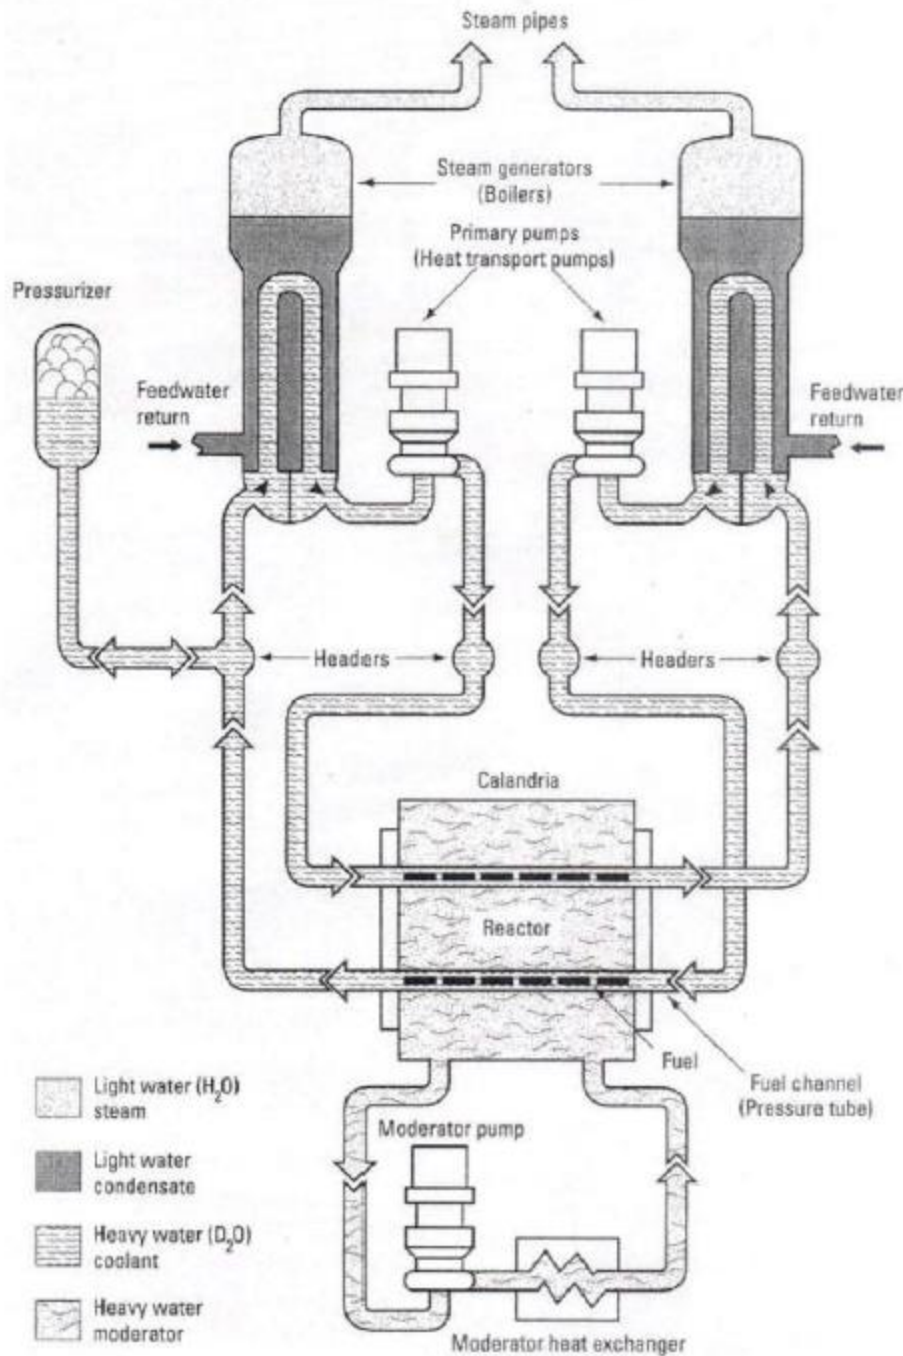 Steam pipes
Steam generators
(Boilers)
Primary pumps
(Heat transport pumps)
Pressurizer
Feedwater
return
Feedwater
return
Headers
Headers
Calandria
Reactor
Fuel
Fuel channel
(Pressure tube)
Light water (H₂O)
steam
Moderator pump
Light water
condensate
Heavy water (D₂O)
coolant
Heavy water
moderator
Moderator heat exchanger